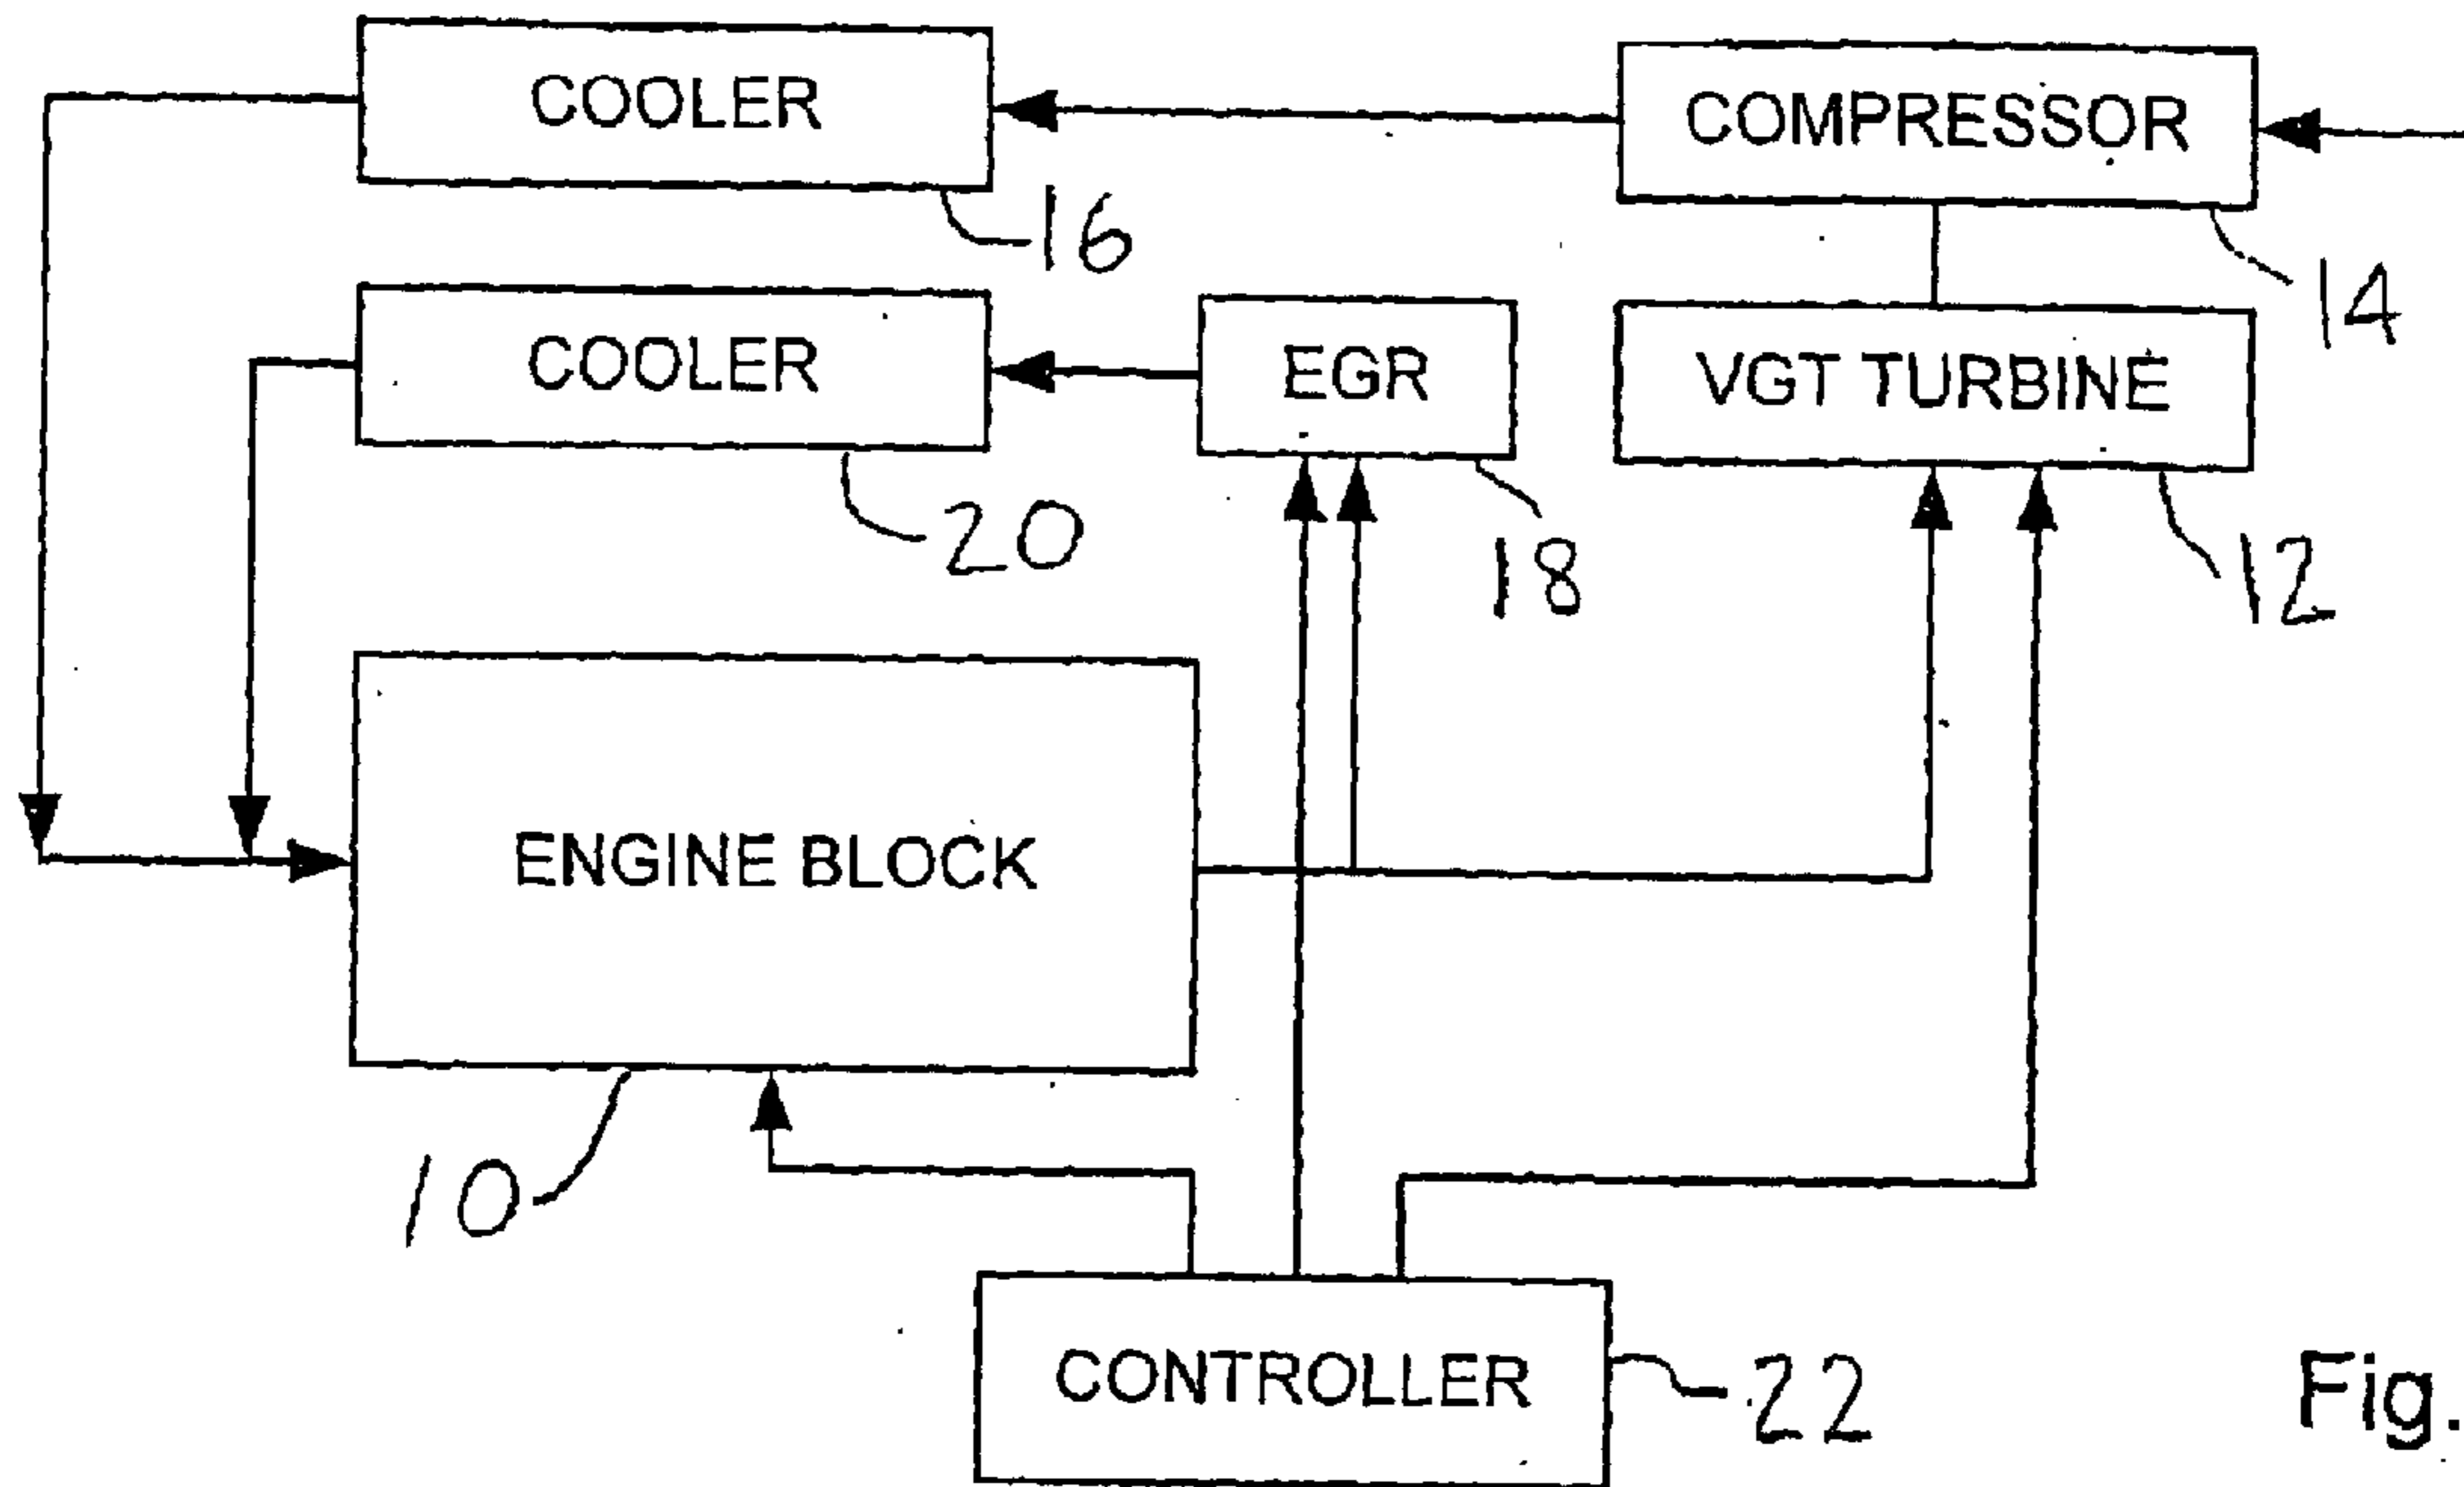 COOLER
COMPRESSOR
16
14
COOLER
EGR
VGT TURBINE
20
18
12
ENGINE BLOCK
10
CONTROLLER
22
Fig.